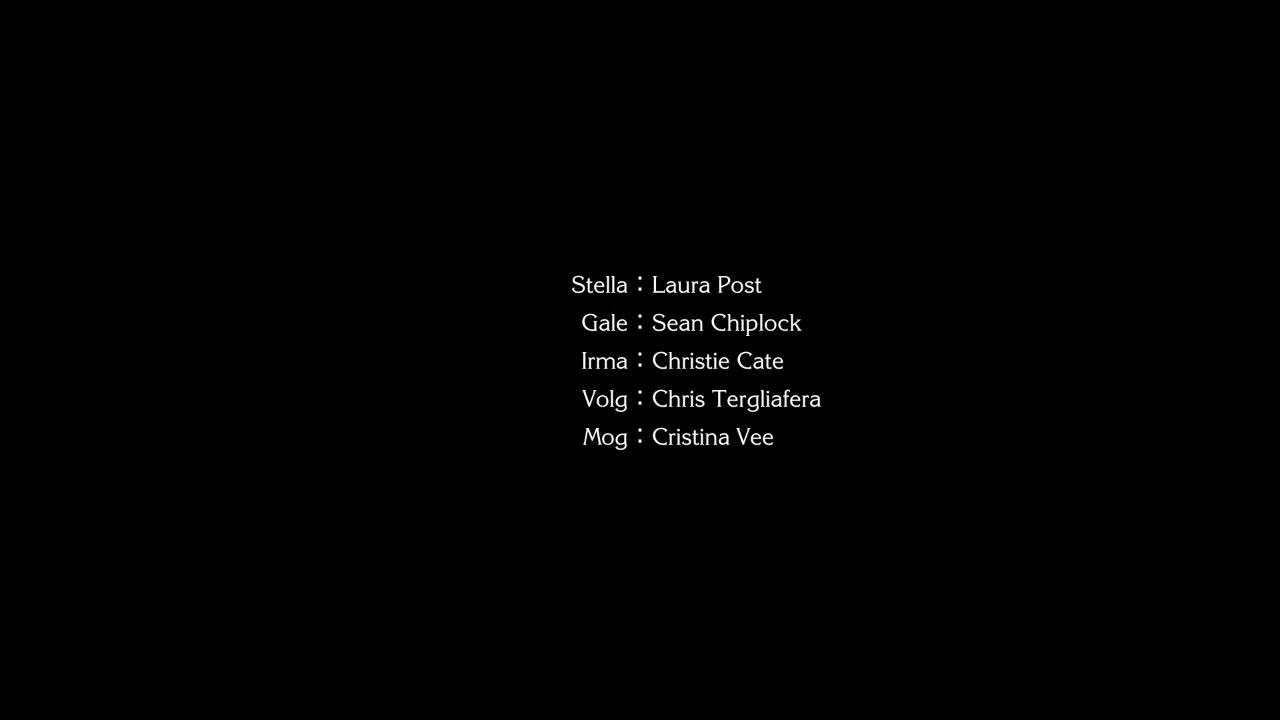 Stella：Laura Post
Gale：Sean Chiplock
Irma：Christie Cate
Volg：Chris Tergliafera
Mog：Cristina Vee